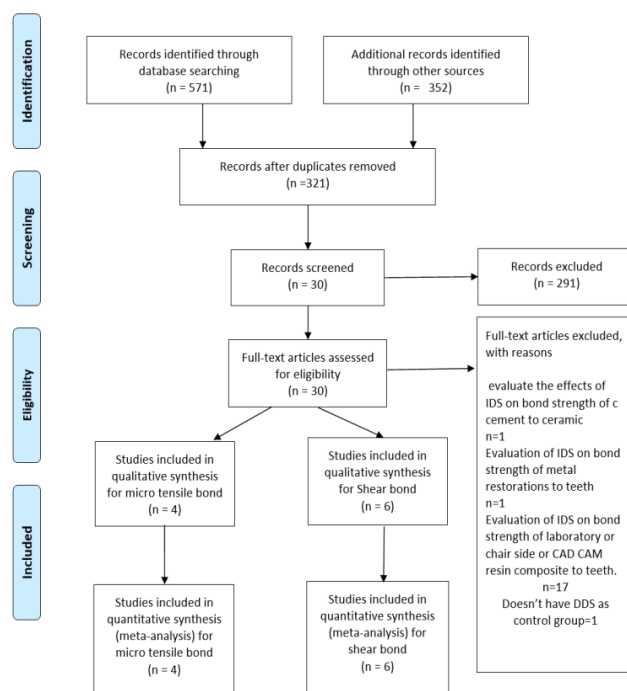 Identification
Records identified through
database searching
(n = 571)
Additional records identified
through other sources
(n = 352)
Records after duplicates removed
(n =321)
Screening
Records screened
(n = 30)
Records excluded
(n = 291)
Eligibility
Full-text articles assessed
for eligibility
(n = 30)
Full-text articles excluded,
with reasons
evaluate the effects of
IDS on bond strength of c
cement to ceramic
n=1
Evaluation of IDS on bond
strength of metal
restorations to teeth
n=1
Evaluation of IDS on bond
strength of laboratory or
chair side or CAD CAM
resin composite to teeth.
n=17
Doesn't have DDS as
control group=1
Studies included in
qualitative synthesis
for micro tensile bond
(n = 4)
Studies included in
qualitative synthesis
for Shear bond
(n = 6)
Included
Studies included in
quantitative synthesis
(meta-analysis) for
micro tensile bond
(n = 4)
Studies included in
quantitative synthesis
(meta-analysis) for
shear bond
(n = 6)